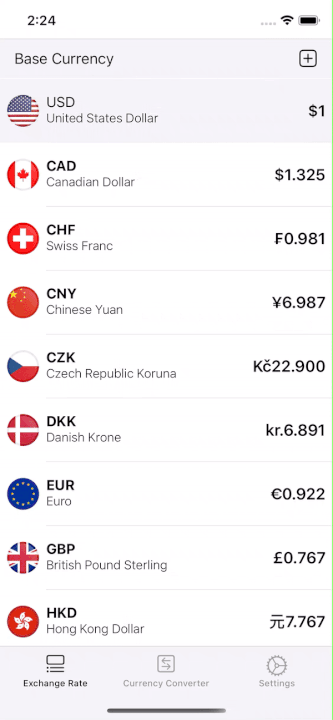 2:24
Base Currency
USD
United States Dollar
$1
CAD
Canadian Dollar
$1.325
CHF
Swiss Franc
₣0.981
CNY
Chinese Yuan
¥6.987
CZK
Czech Republic Koruna
Kč22.900
DKK
Danish Krone
kr.6.891
EUR
Euro
€0.922
GBP
British Pound Sterling
£0.767
HKD
Hong Kong Dollar
元7.767
Exchange Rate
Currency Converter
Settings